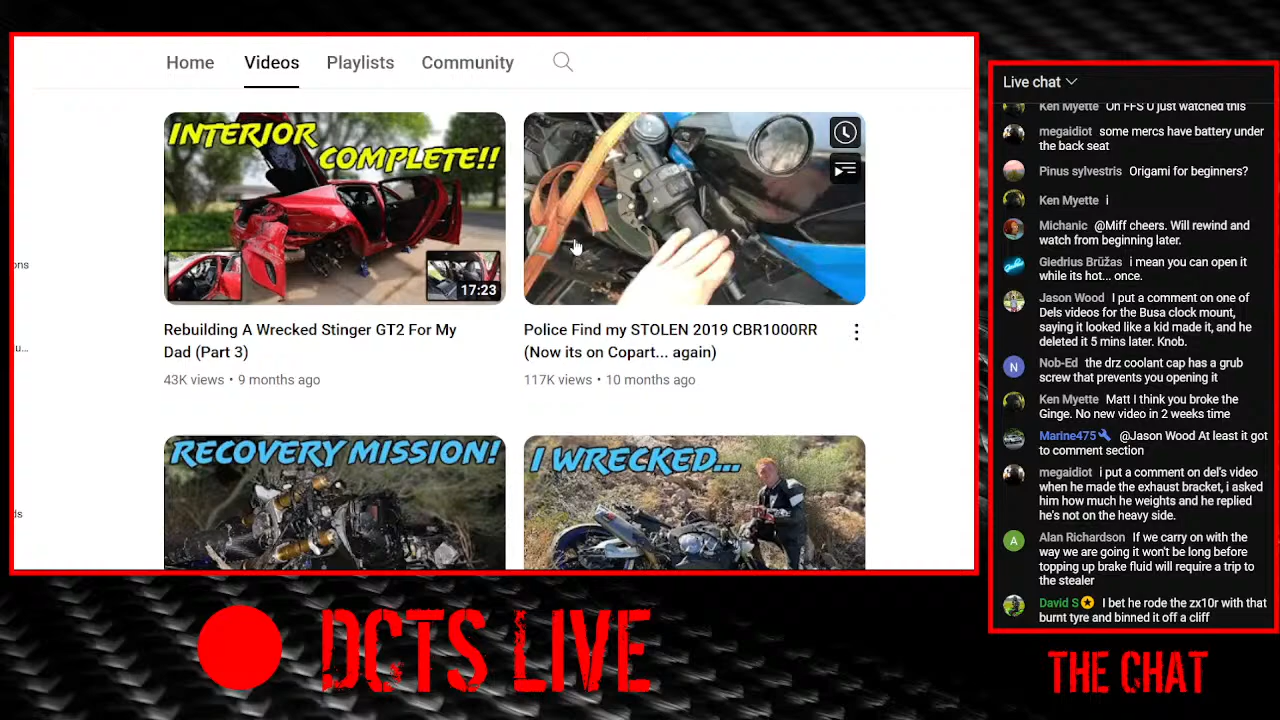 Home Videos Playlists Community
INTERIOR
COMPLETE!!
17:23
Rebuilding A Wrecked Stinger GT2 For My
Dad (Part 3)
43K views • 9 months ago
Police Find my STOLEN 2019 CBR1000RR
(Now its on Copart... again)
117K views • 10 months ago
ons
u...
ds
RECOVERY MISSION!
I WRECKED...
DCTS LIVE
Live chat
Ken Myette Oh FFS U just watched this
megaidiot some mercs have battery under
the back seat
Pinus sylvestris Origami for beginners?
Ken Myette i
Michanic @Miff cheers. Will rewind and
watch from beginning later.
Giedrius Brūžas i mean you can open it
while its hot... once.
Jason Wood I put a comment on one of
Dels videos for the Busa clock mount,
saying it looked like a kid made it, and he
deleted it 5 mins later. Knob.
N
Nob-Ed the drz coolant cap has a grub
screw that prevents you opening it
Ken Myette Matt I think you broke the
Ginge. No new video in 2 weeks time
Marine475 @Jason Wood At least it got
to comment section
megaidiot i put a comment on del's video
when he made the exhaust bracket, i asked
him how much he weights and he replied
he's not on the heavy side.
A
Alan Richardson If we carry on with the
way we are going it won't be long before
topping up brake fluid will require a trip to
the stealer
David S I bet he rode the zx10r with that
burnt tyre and binned it off a cliff
THE CHAT